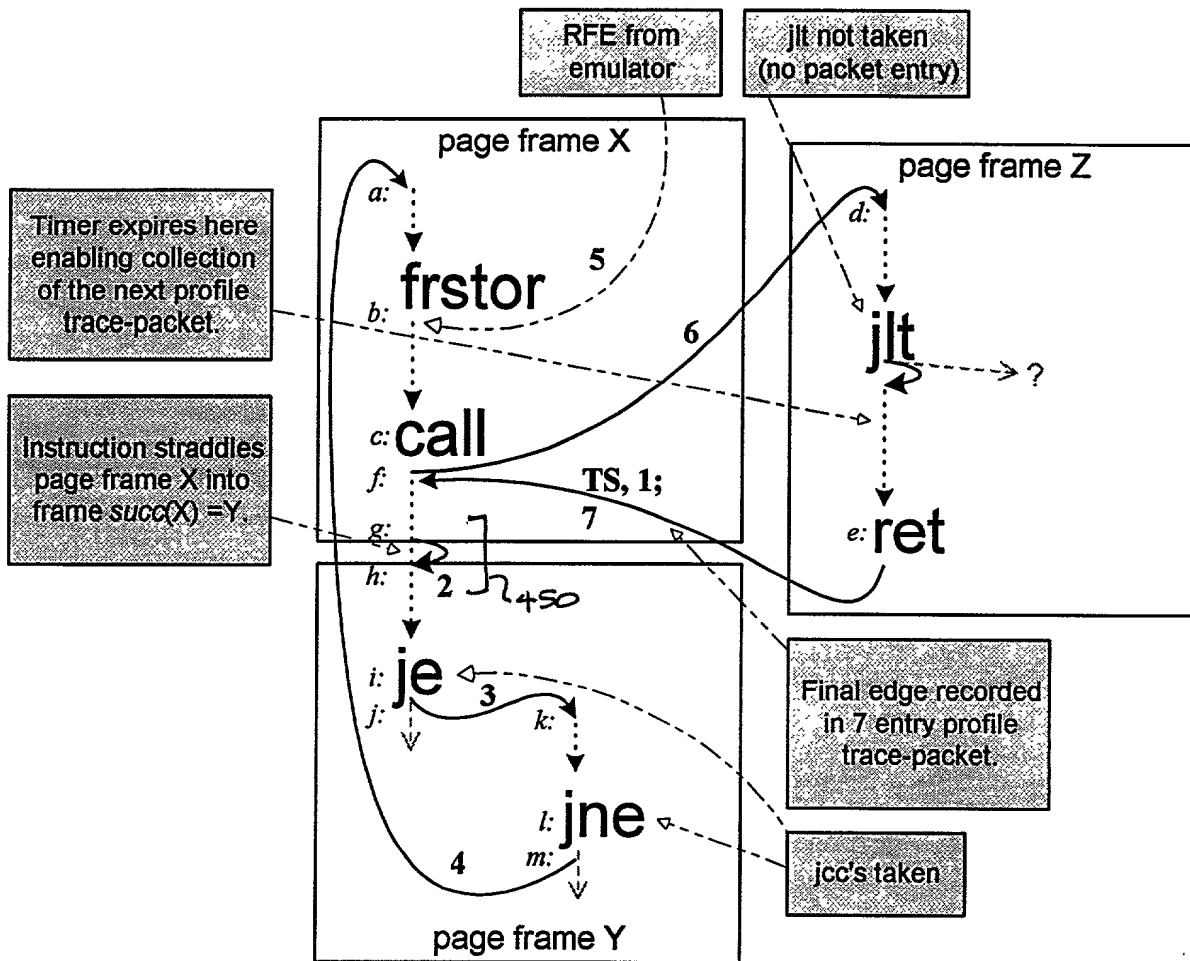 RFE from
emulator
jlt not taken
(no packet entry)
page frame X
page frame Z
a:
d:
Timer expires here
enabling collection
of the next profile
trace-packet.
5
frstor
b:
6
jlt
?
Instruction straddles
page frame X into
frame succ(X) =Y.
c: call
f:
TS, 1;
7
g:
e: ret
h:
2
450
i: je
3
j:
k:
Final edge recorded
in 7 entry profile
trace-packet.
l: jne
m:
4
jcc's taken
page frame Y